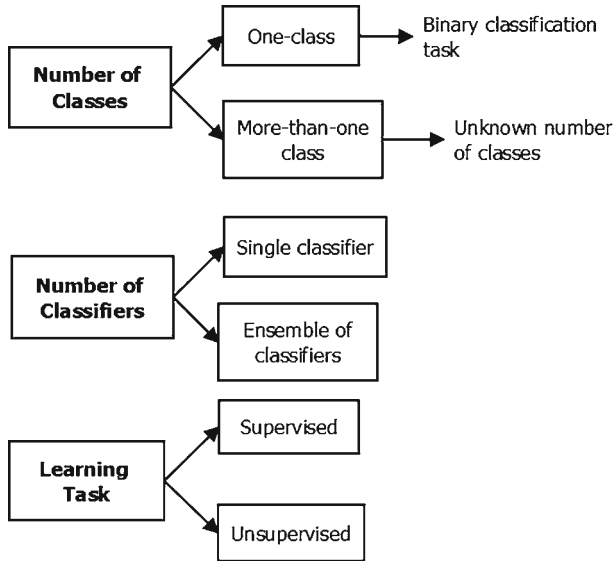 One-class
Binary classification
task
Number of
Classes
More-than-one
class
Unknown number
of classes
Single classifier
Number of
Classifiers
Ensemble of
classifiers
Supervised
Learning
Task
Unsupervised